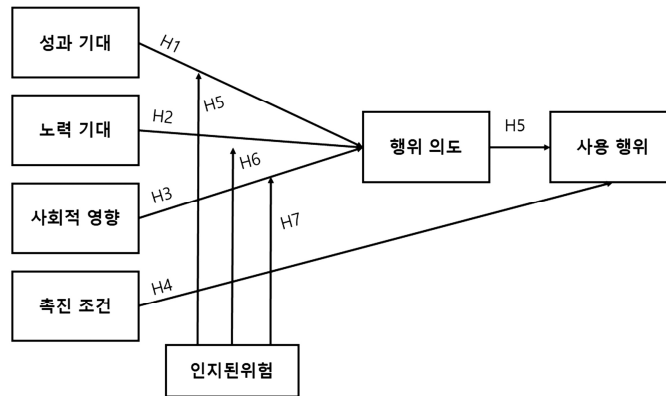 성과 기대
H1
H5
노력 기대
H2
H6
행위 의도
H5
사용 행위
사회적 영향
H3
H7
촉진 조건
H4
인지된위험